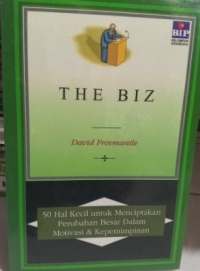 BIP
THE BIZ
David Freemantle
50 Hal Kecil untuk Menciptakan
Perubahan Besar Dalam
Motivasi & Kepemimpinan